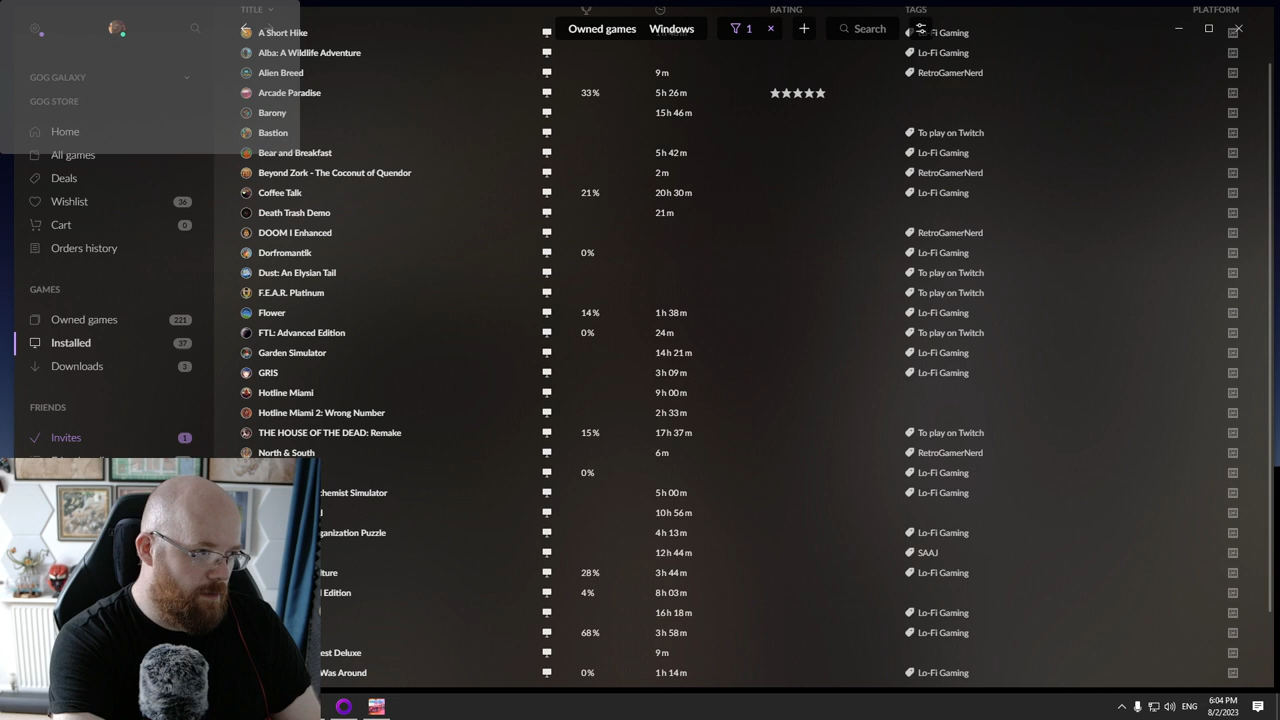 TITLE RATING TAGS PLATFORM
Owned games Windows 1 × + Search
A Short Hike Lo-Fi Gaming
Alba: A Wildlife Adventure Lo-Fi Gaming
GOG GALAXY
Alien Breed 9 m RetroGamerNerd
GOG STORE
Arcade Paradise 33 % 5 h 26 m ★★★★★
Barony 15 h 46 m
Home
Bastion To play on Twitch
All games
Bear and Breakfast 5 h 42 m Lo-Fi Gaming
Deals
Beyond Zork - The Coconut of Quendor 2 m RetroGamerNerd
Wishlist 36
Coffee Talk 21 % 20 h 30 m Lo-Fi Gaming
Cart 0
Death Trash Demo 21 m
DOOM I Enhanced RetroGamerNerd
Orders history
Dorfromantik 0% Lo-Fi Gaming
Dust: An Elysian Tail To play on Twitch
GAMES
F.E.A.R. Platinum To play on Twitch
Owned games 221
Flower 14 % 1 h 38 m Lo-Fi Gaming
FTL: Advanced Edition 0% 24 m To play on Twitch
Installed 37
Garden Simulator 14 h 21 m Lo-Fi Gaming
Downloads 3
GRIS 3 h 09 m Lo-Fi Gaming
Hotline Miami 9 h 00 m
FRIENDS
Hotline Miami 2: Wrong Number 2 h 33 m
Invites 1
THE HOUSE OF THE DEAD: Remake 15 % 17 h 37 m To play on Twitch
North & South 6 m RetroGamerNerd
0% Lo-Fi Gaming
chemist Simulator 5 h 00 m Lo-Fi Gaming
10 h 56 m
ganization Puzzle 4 h 13 m Lo-Fi Gaming
12 h 44 m SAAJ
lture 28 % 3 h 44 m Lo-Fi Gaming
d Edition 4% 8 h 03 m
16 h 18 m Lo-Fi Gaming
68 % 3 h 58 m Lo-Fi Gaming
est Deluxe 9 m
Was Around 0% 1 h 14 m Lo-Fi Gaming
ENG 6:04 PM
8/2/2023